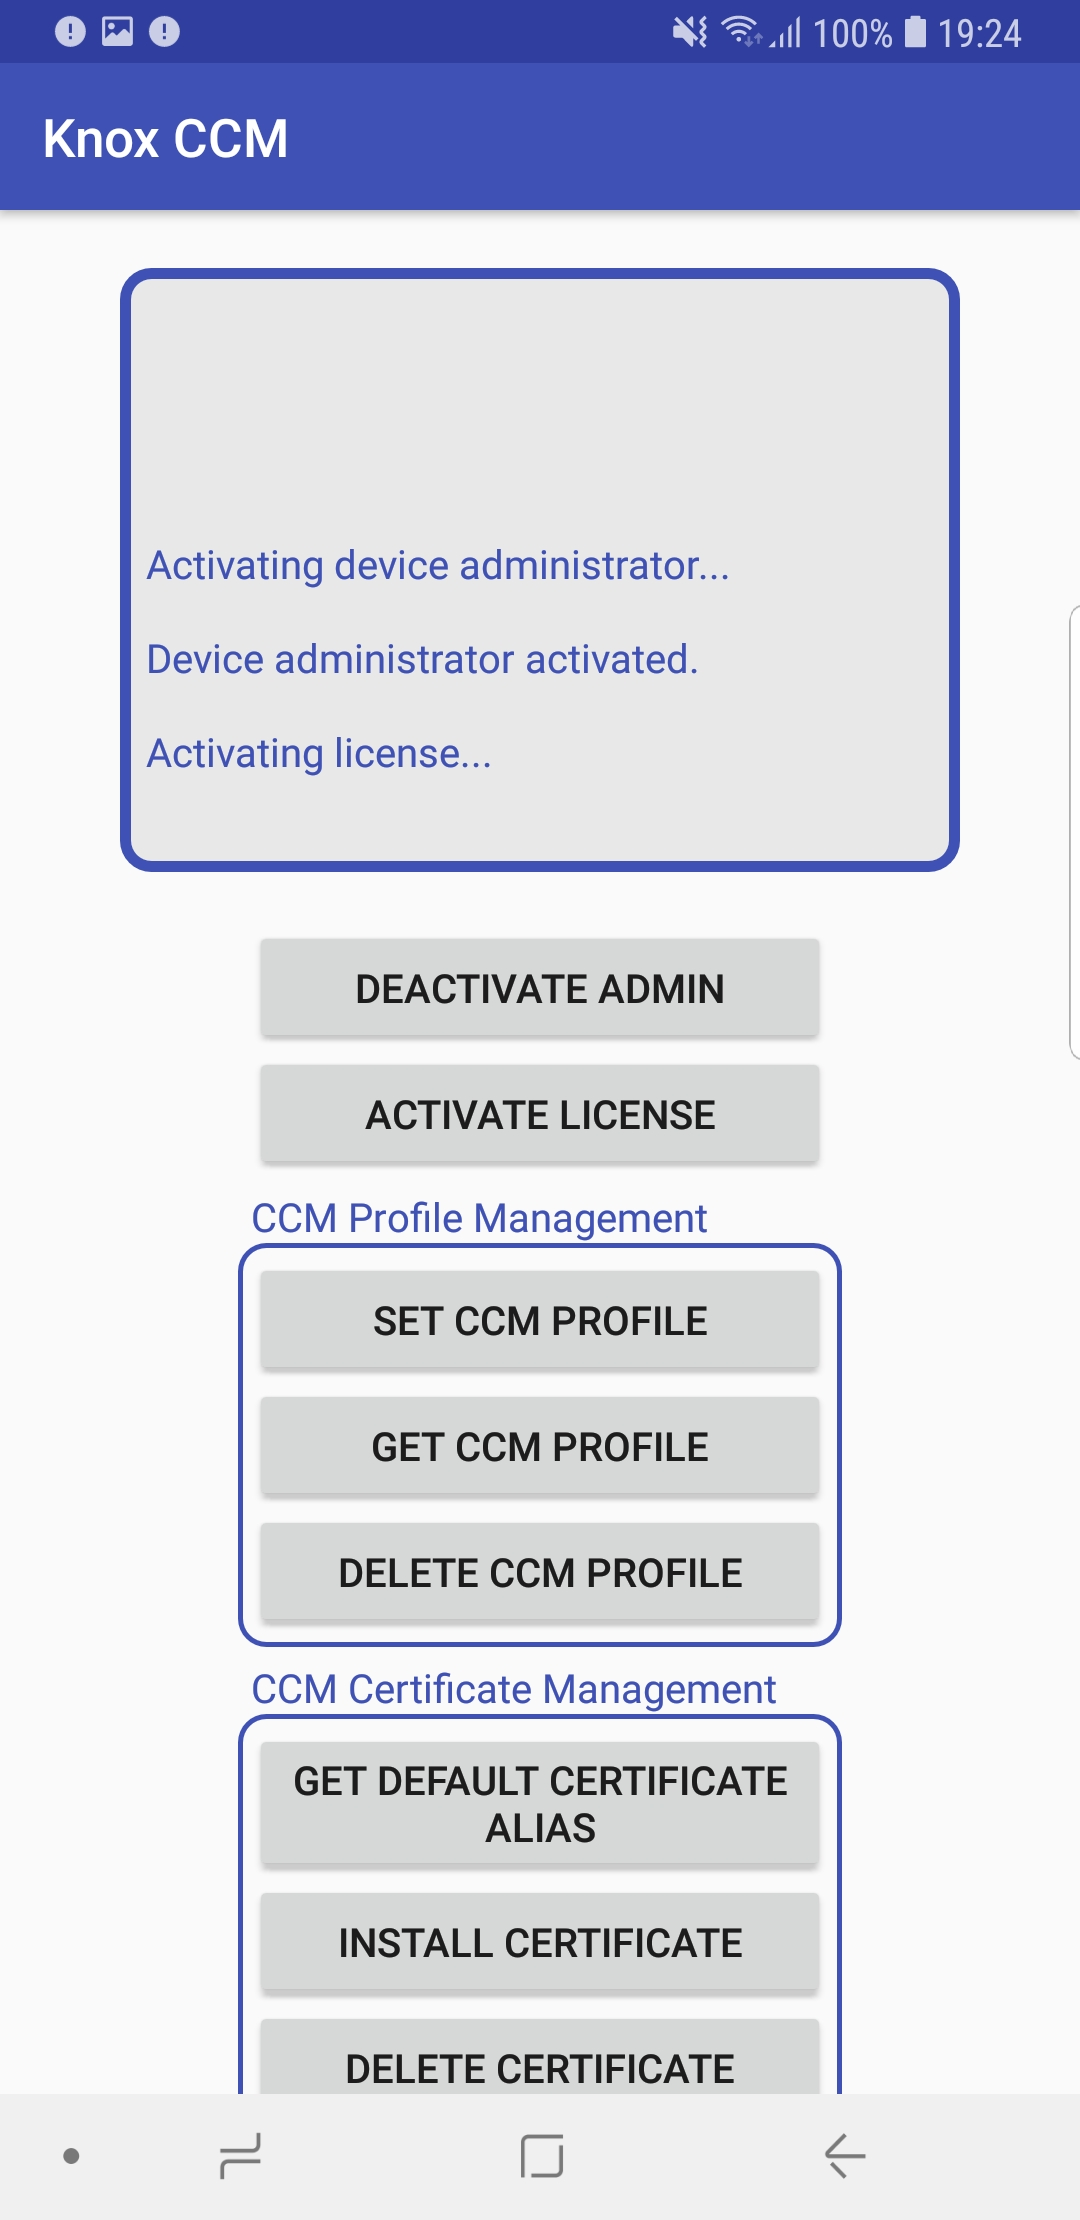 100% 19:24
Knox CCM
Activating device administrator...
Device administrator activated.
Activating license...
DEACTIVATE ADMIN
ACTIVATE LICENSE
CCM Profile Management
SET CCM PROFILE
GET CCM PROFILE
DELETE CCM PROFILE
CCM Certificate Management
GET DEFAULT CERTIFICATE
ALIAS
INSTALL CERTIFICATE
DELETE CERTIFICATE